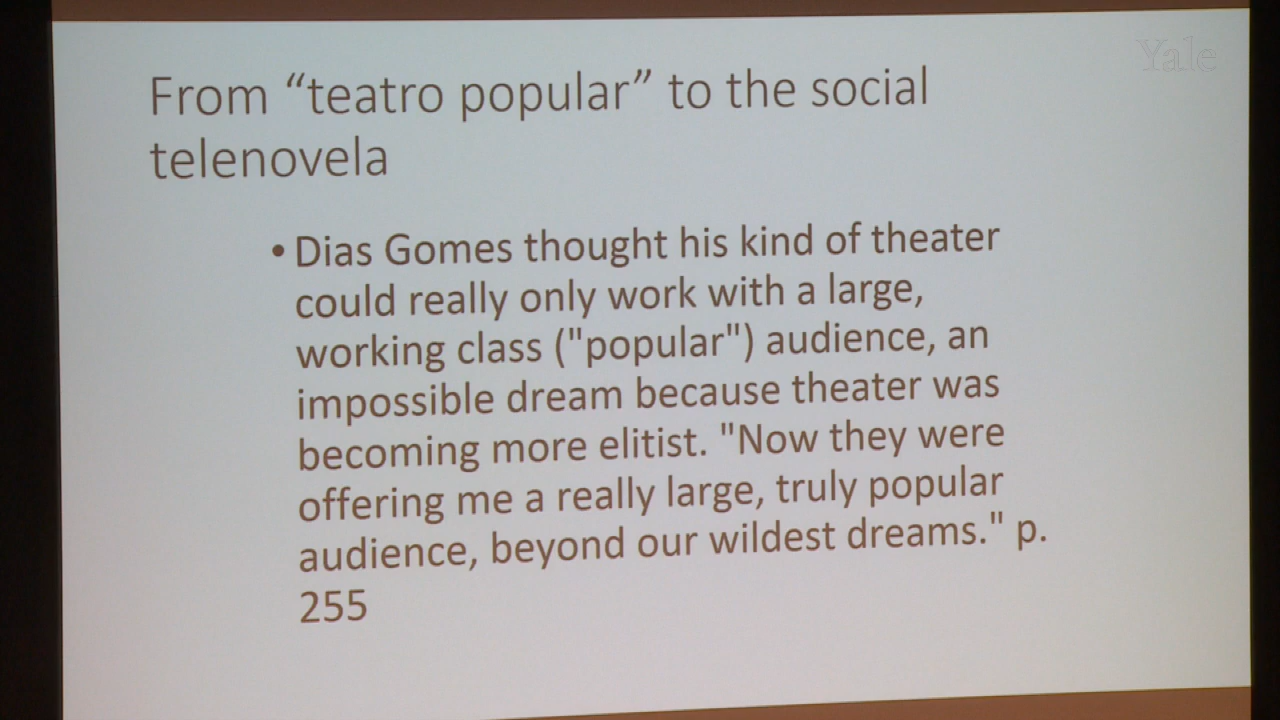 Yale
From “teatro popular” to the social
telenovela
• Dias Gomes thought his kind of theater
could really only work with a large,
working class ("popular") audience, an
impossible dream because theater was
becoming more elitist. "Now they were
offering me a really large, truly popular
audience, beyond our wildest dreams." p.
255